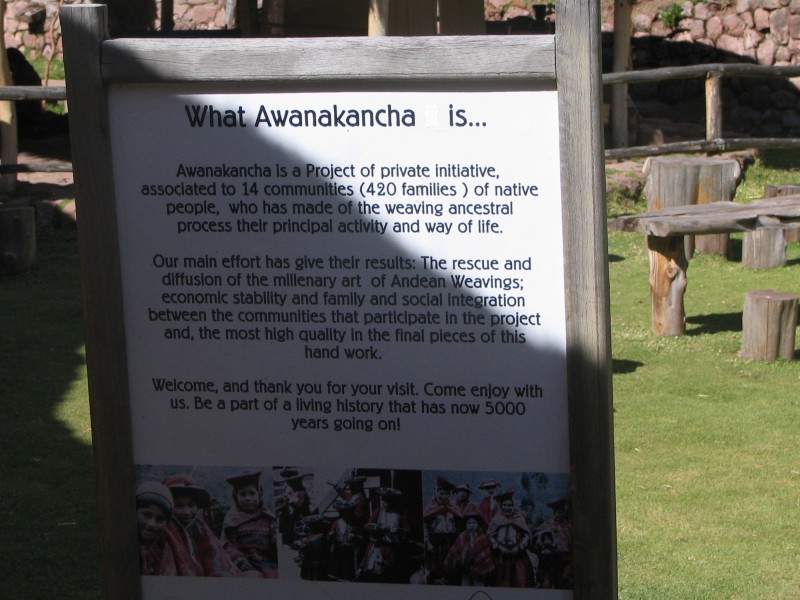 What Awanakancha is...
Awanakancha is a Project of private initiative,
associated to 14 communities (420 families ) of native
people, who has made of the weaving ancestral
process their principal activity and way of life.
Our main effort has give their results: The rescue and
diffusion of the millenary art of Andean Weavings;
economic stability and family and social integration
between the communities that participate in the project
and, the most high quality in the final pieces of this
hand work.
Welcome, and thank you for your visit. Come enjoy with
us. Be a part of a living history that has now 5000
years going on!